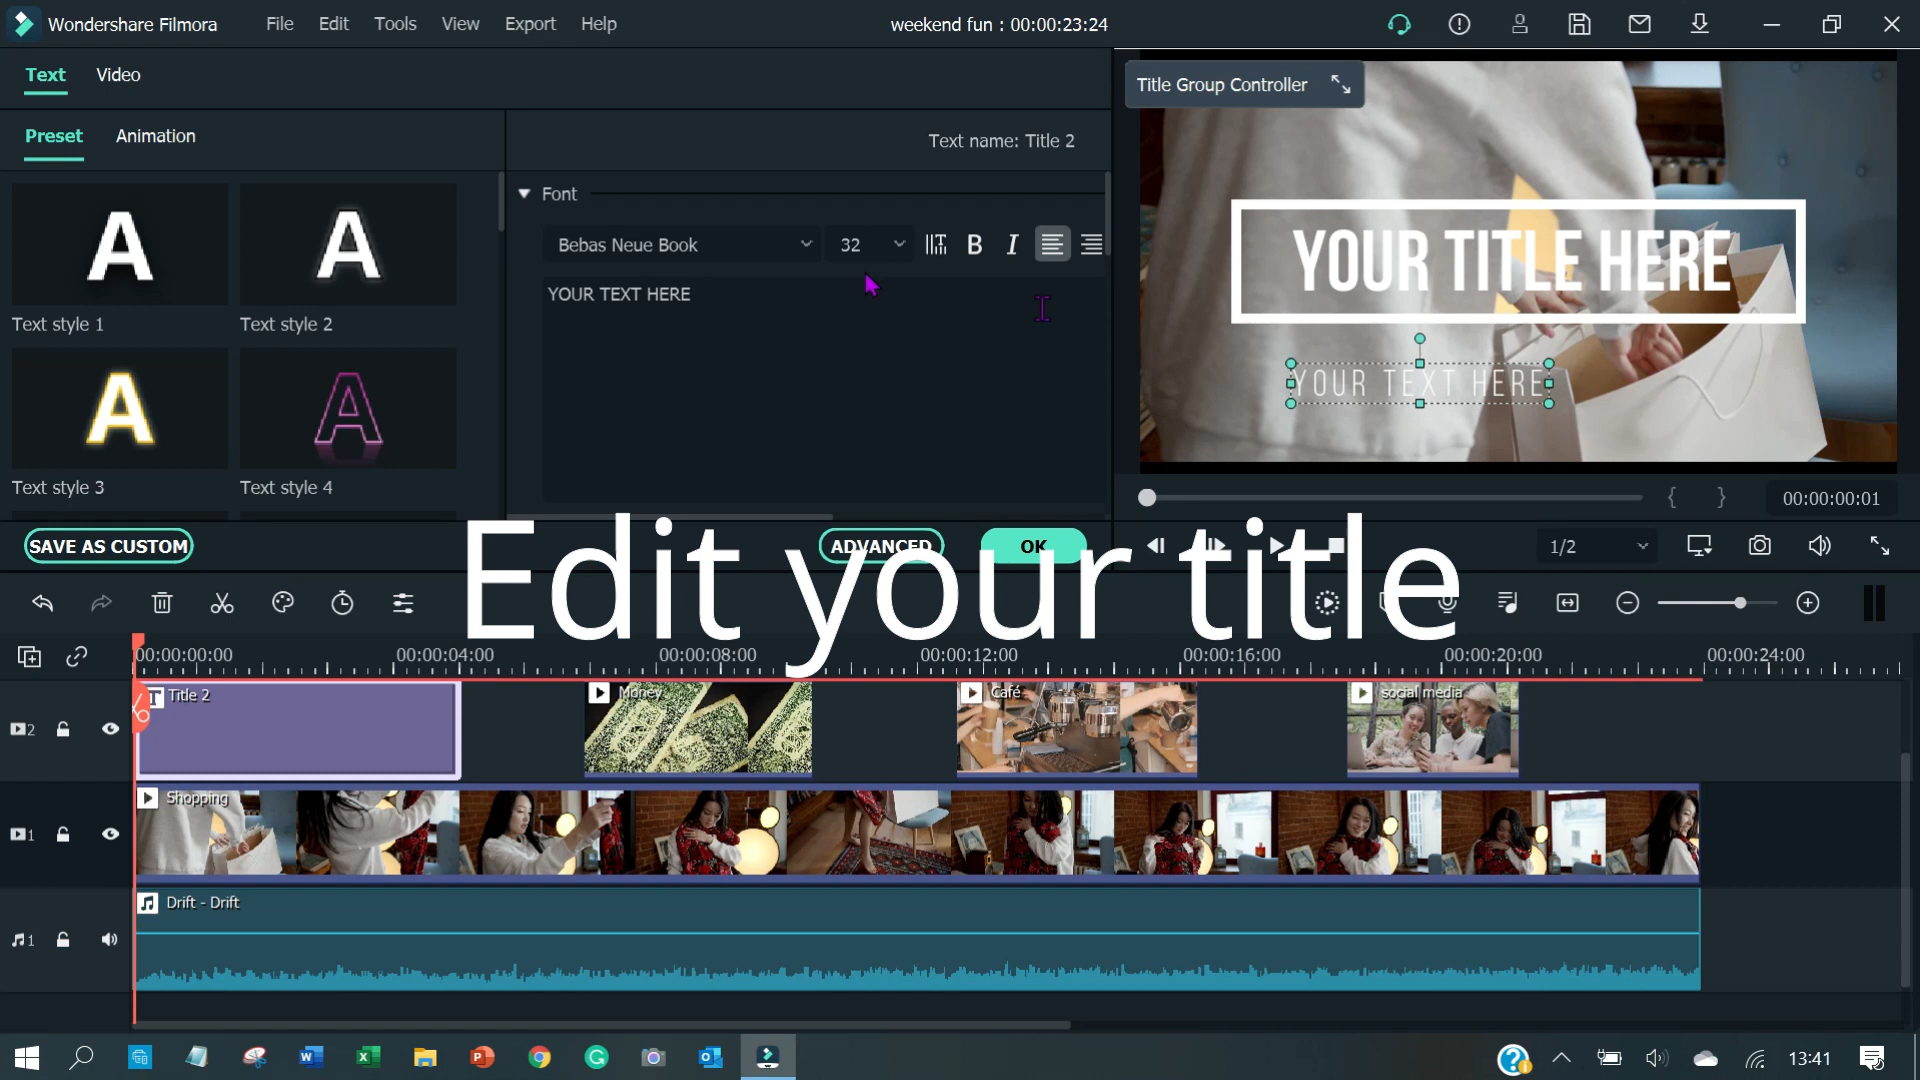 Wondershare Filmora
File Edit Tools View Export Help
weekend fun : 00:00:23:24
Text Video
Title Group Controller
Preset Animation
Text name: Title 2
Font
Bebas Neue Book 32 B I
YOUR TEXT HERE
A
A
Text style 1
Text style 2
A
A
Text style 3
Text style 4
YOUR TITLE HERE
YOUR TEXT HERE
{ } 00:00:00:01
SAVE AS CUSTOM
ADVANCED
OK
1/2
Edit your title
00:00:00:00 00:00:04:00 00:00:08:00 00:00:12:00 00:00:16:00 00:00:20:00 00:00:24:00
2
T Title 2
Money
Café
social media
1
Shopping
1
Drift - Drift
13:41